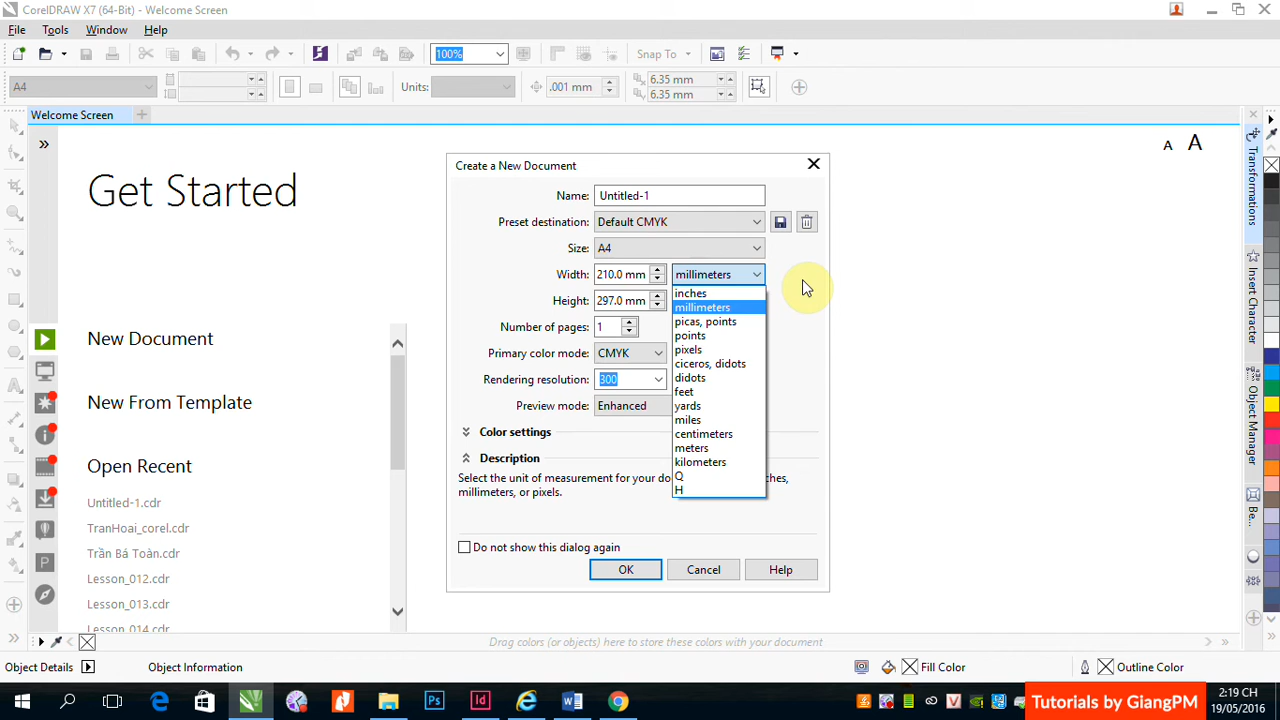 CorelDRAW X7 (64-Bit) - Welcome Screen
File Tools Window Help
100% Snap To
A4 Units: .001 mm 6.35 mm
6.35 mm
Welcome Screen
A A
Get Started
New Document
New From Template
Open Recent
Untitled-1.cdr
TranHoai_corel.cdr
Trần Bá Toàn.cdr
Lesson_012.cdr
Lesson_013.cdr
Lesson_014.cdr
Create a New Document
Name: Untitled-1
Preset destination: Default CMYK
Size: A4
Width: 210.0 mm millimeters
Height: 297.0 mm
Number of pages: 1
Primary color mode: CMYK
Rendering resolution: 300
Preview mode: Enhanced
inches
millimeters
picas, points
points
pixels
ciceros, didots
didots
feet
yards
miles
centimeters
meters
kilometers
Q
H
Color settings
Description
Select the unit of measurement for your do hes,
millimeters, or pixels.
Do not show this dialog again
OK Cancel Help
Transformations
Insert Character
Object Manager
Be...
Drag colors (or objects) here to store these colors with your document
Object Details Object Information Fill Color Outline Color
Ps Id W
Tutorials by GiangPM
2:19 CH
19/05/2016